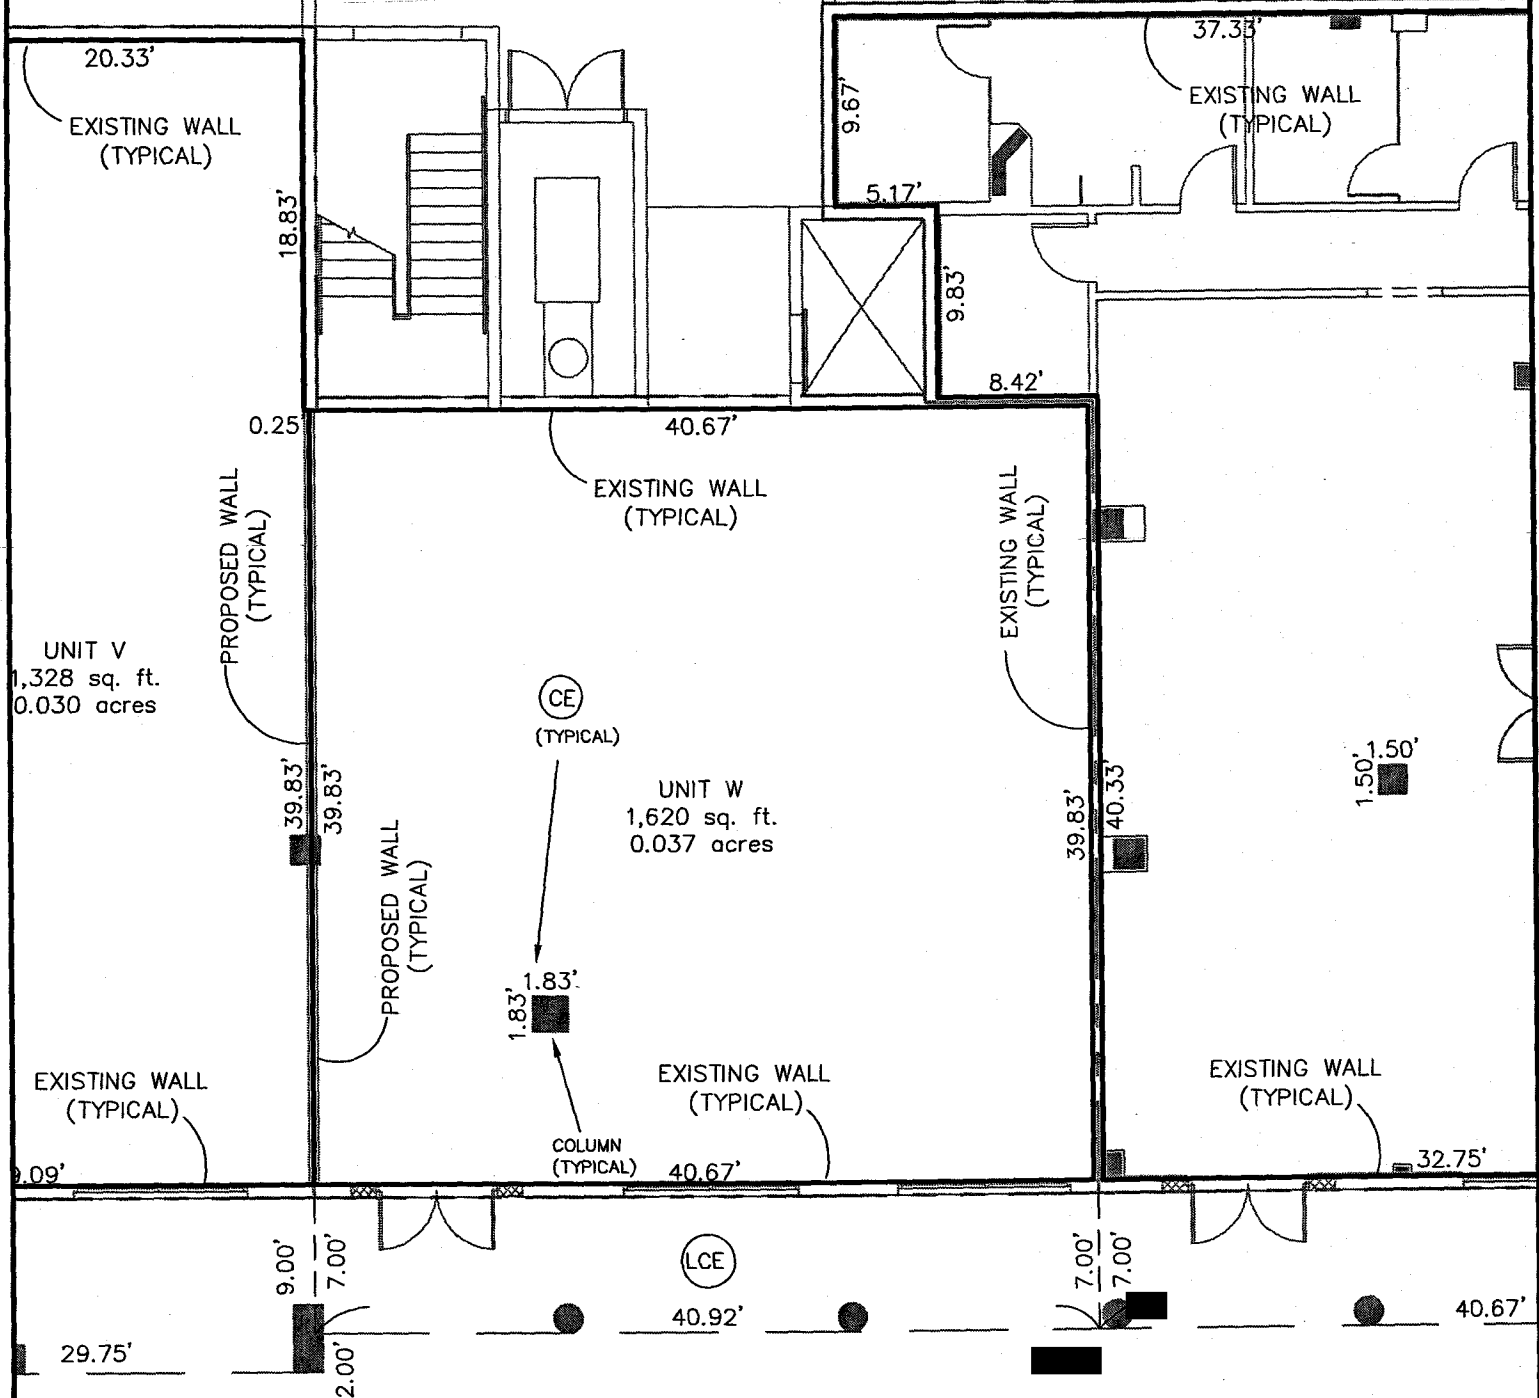 20.33'
37.33'
EXISTING WALL
(TYPICAL)
EXISTING WALL
(TYPICAL)
9.67'
5.17'
18.83'
9.83'
8.42'
0.25
40.67'
EXISTING WALL
(TYPICAL)
PROPOSED WALL
(TYPICAL)
EXISTING WALL
(TYPICAL)
UNIT V
1,328 sq. ft.
0.030 acres
CE
(TYPICAL)
UNIT W
1,620 sq. ft.
0.037 acres
1.50'
1.50'
39.83'
39.83'
39.83'
40.33'
PROPOSED WALL
(TYPICAL)
1.83'
1.83'
EXISTING WALL
(TYPICAL)
EXISTING WALL
(TYPICAL)
EXISTING WALL
(TYPICAL)
COLUMN
(TYPICAL)
9.09'
40.67'
32.75'
9.00'
7.00'
LCE
7.00'
7.00'
40.92'
40.67'
29.75'
2.00'